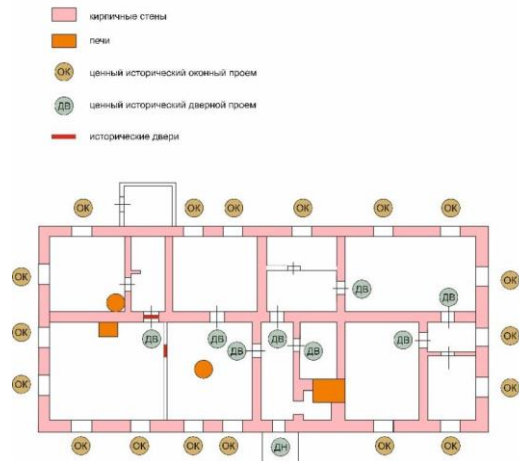 кирпичные стены
печи
ОК ценный исторический оконный проем
ДВ ценный исторический дверной проем
исторические двери
ОК ОК ОК ОК ОК ОК
ОК ОК
ДВ ДВ
ОК ДВ ДВ ДВ ДВ ОК
ДВ ДВ
ОК ОК
ОК ОК ОК ОК ДН ОК ОК